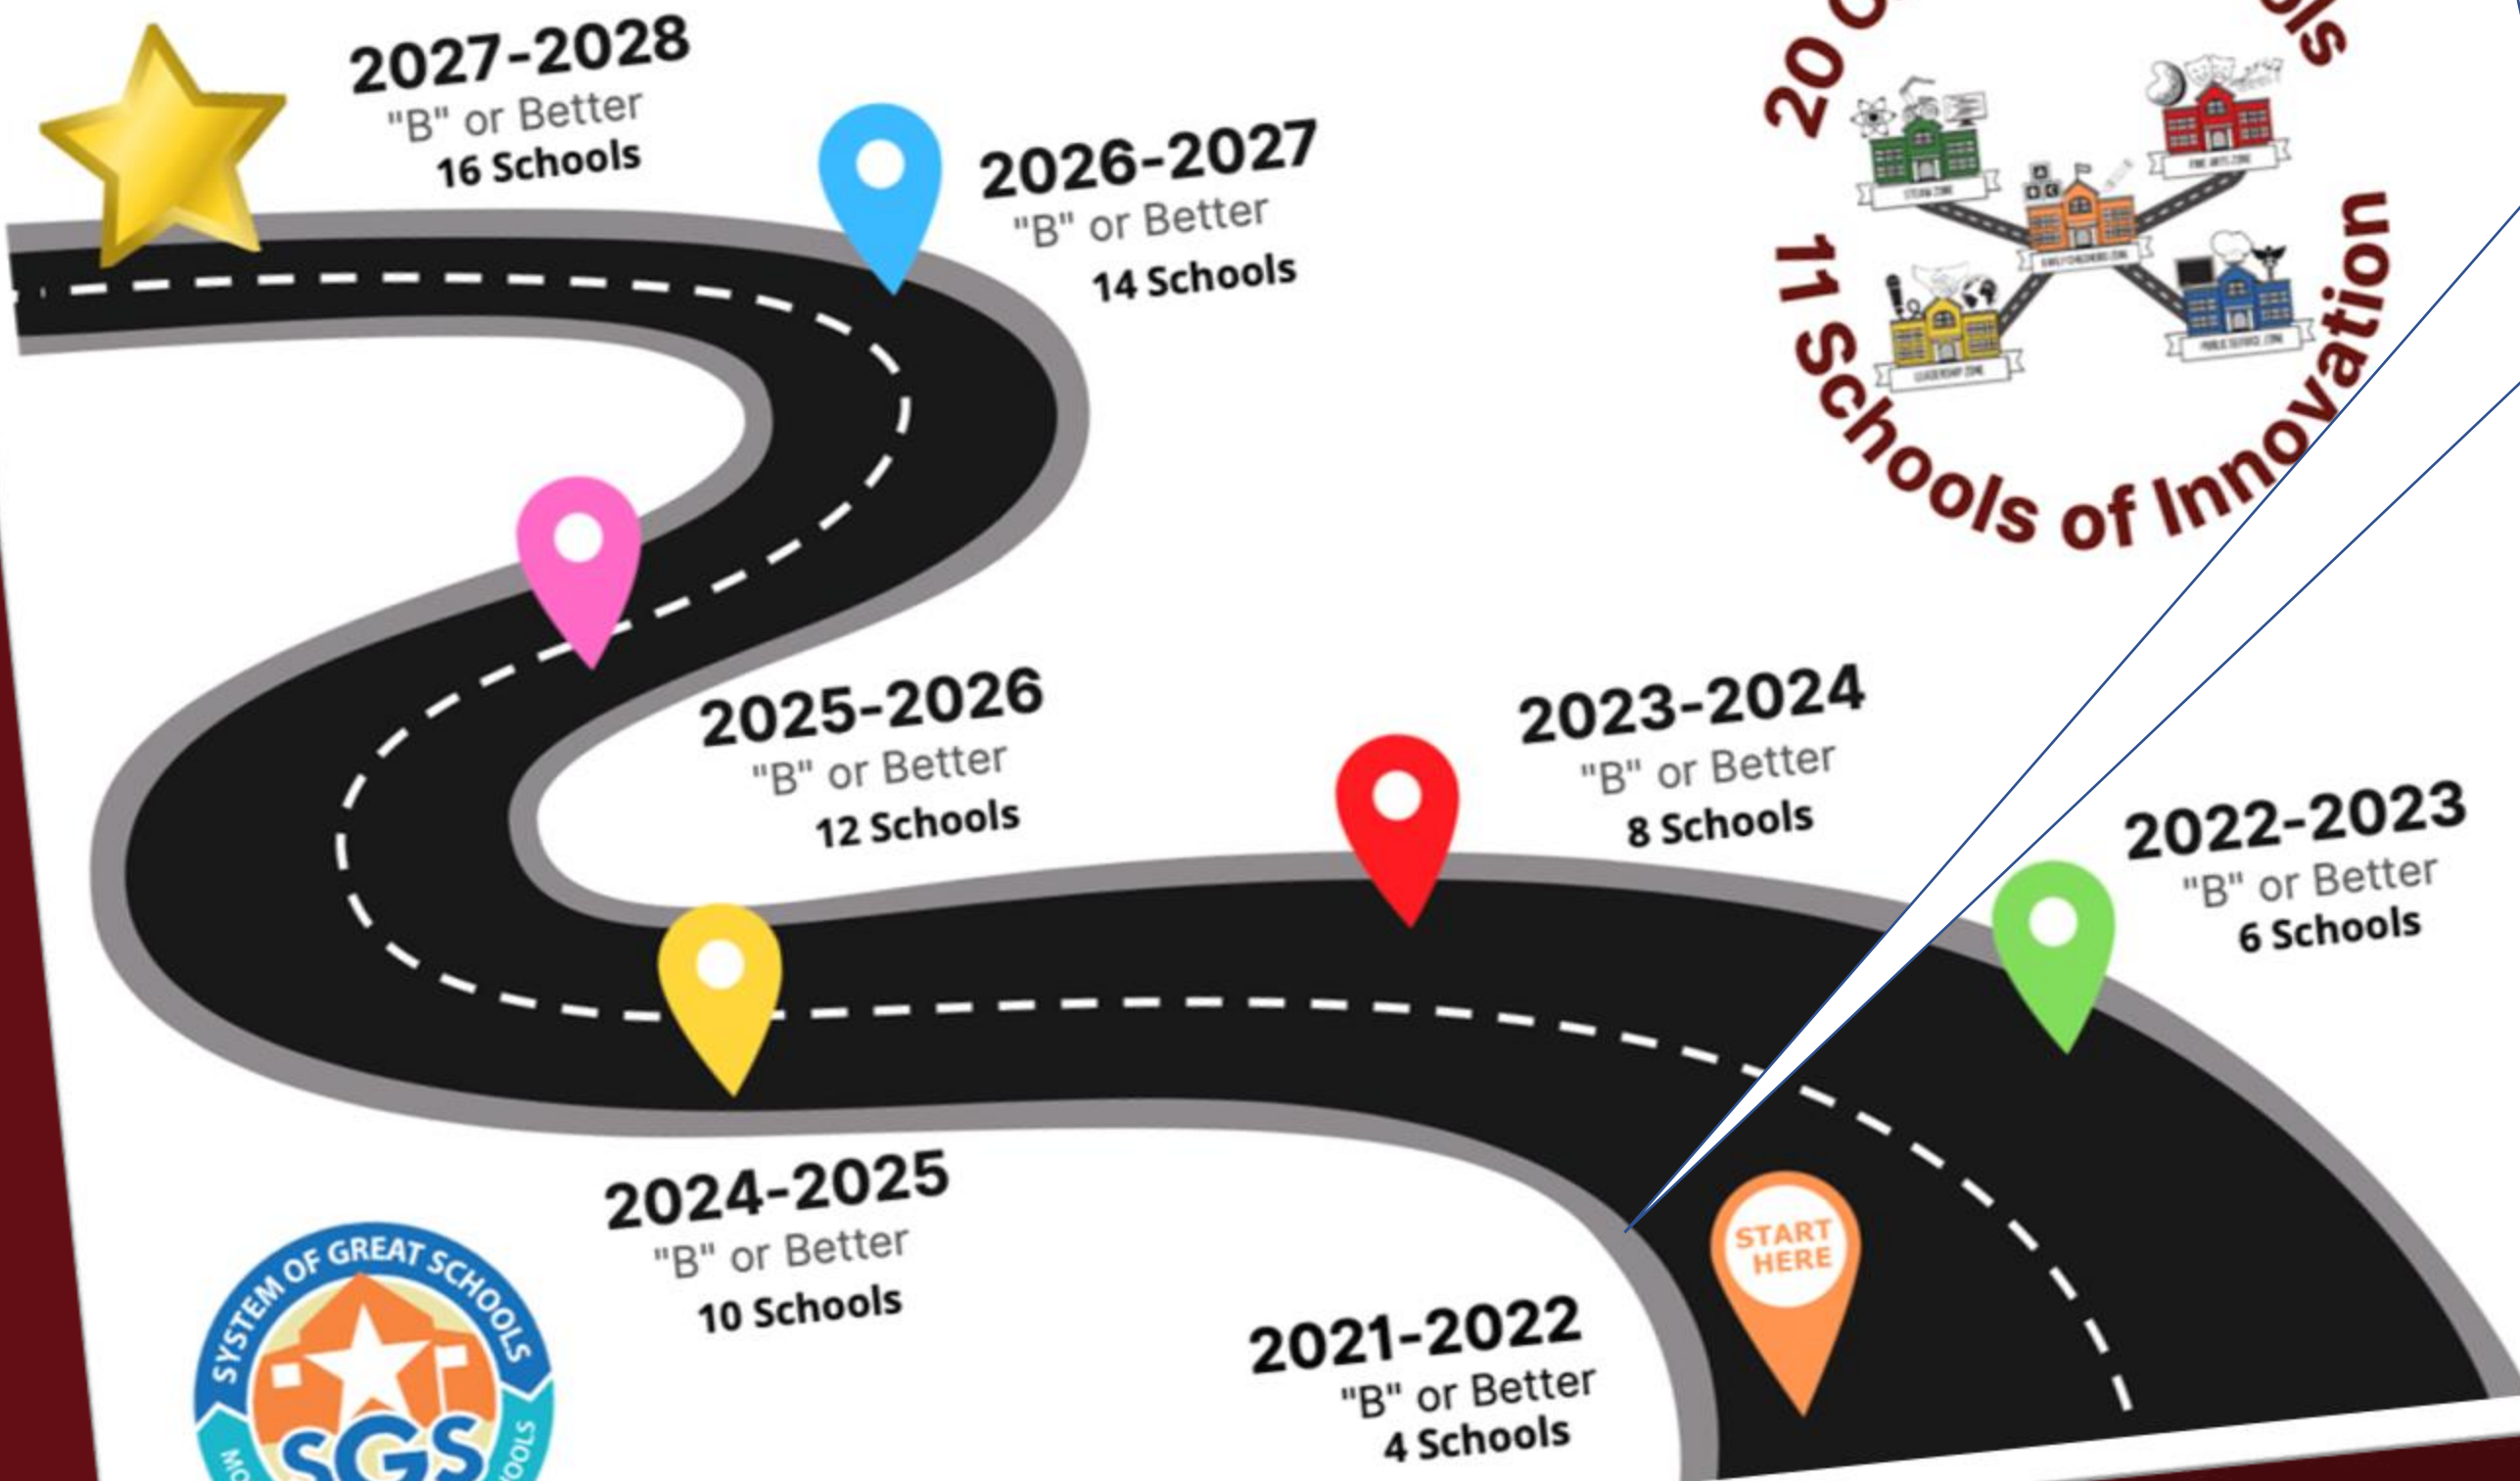 2027-2028
"B" or Better
16 Schools
2026-2027
"B" or Better
14 Schools
20
11 Schools of Innovation
2025-2026
"B" or Better
12 Schools
2023-2024
"B" or Better
8 Schools
2022-2023
"B" or Better
6 Schools
2024-2025
"B" or Better
10 Schools
START
HERE
2021-2022
"B" or Better
4 Schools
SYSTEM OF GREAT SCHOOLS
SGS